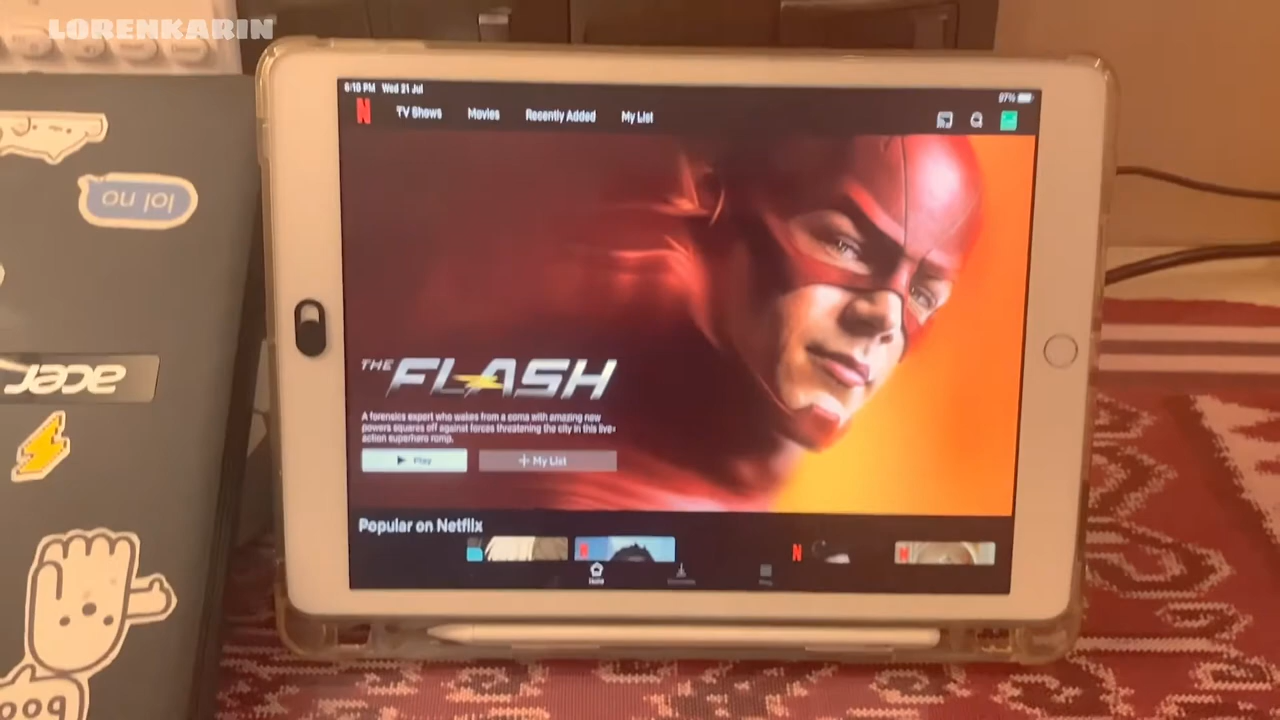 LORENKARIN
6:10 PM Wed 21 Jul
97%
N TV Shows Movies Recently Added My List
lol no
acer
THE FLASH
A forensics expert who wakes from a coma with amazing new
powers squares off against forces threatening the city in this live-
action superhero romp.
Play + My List
Popular on Netflix
N N N
Home